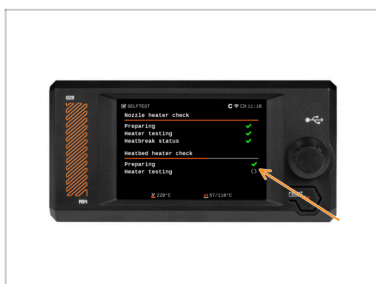 SELFTEST 11:18
Nozzle heater check
Preparing
Heater testing
Heatbreak status
Heatbed heater check
Preparing
Heater testing
220°C 57/110°C